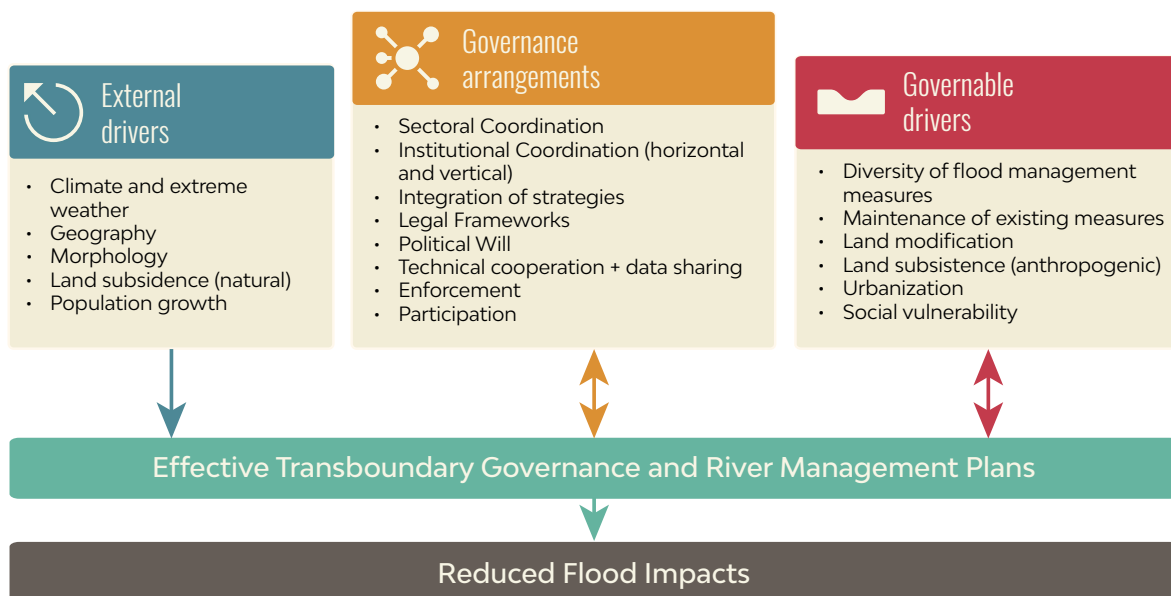 External
drivers
• Climate and extreme
weather
• Geography
• Morphology
• Land subsidence (natural)
• Population growth
Governance
arrangements
• Sectoral Coordination
• Institutional Coordination (horizontal
and vertical)
• Integration of strategies
• Legal Frameworks
• Political Will
• Technical cooperation + data sharing
• Enforcement
• Participation
Governable
drivers
• Diversity of flood management
measures
• Maintenance of existing measures
• Land modification
• Land subsistence (anthropogenic)
• Urbanization
• Social vulnerability
Effective Transboundary Governance and River Management Plans
Reduced Flood Impacts